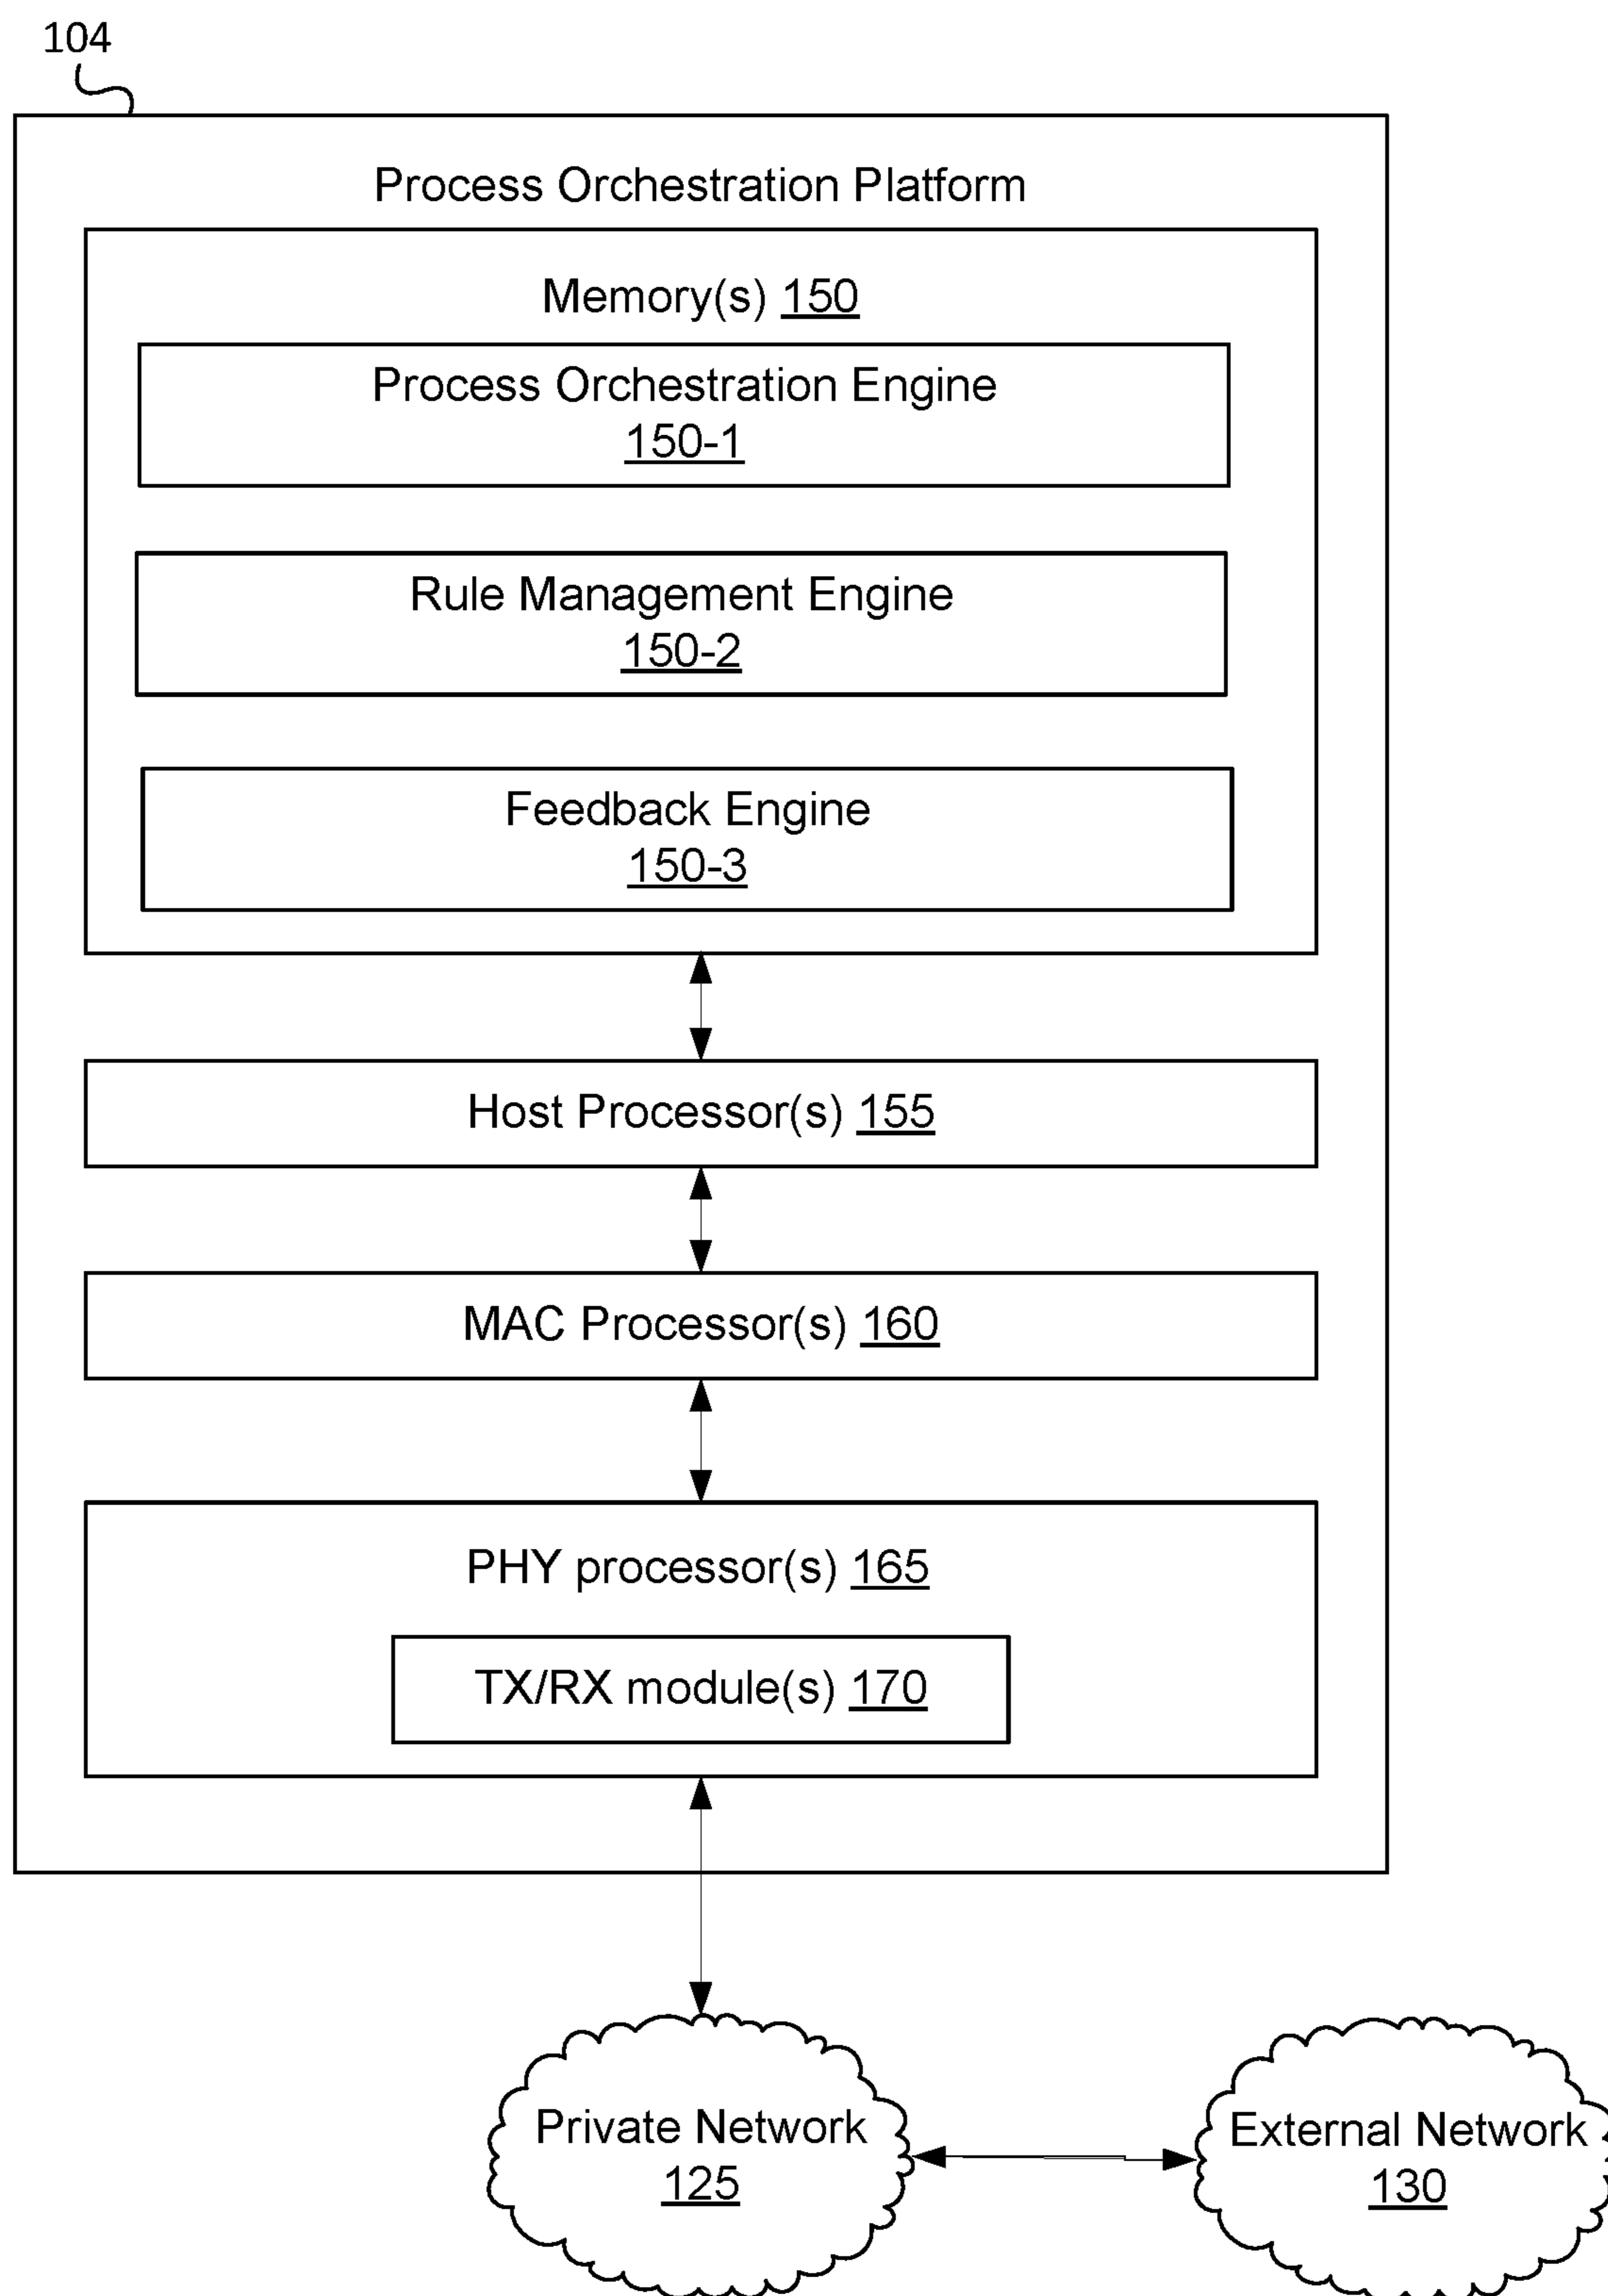 104
Process Orchestration Platform
Memory(s) 150
Process Orchestration Engine
150-1
Rule Management Engine
150-2
Feedback Engine
150-3
Host Processor(s) 155
MAC Processor(s) 160
PHY processor(s) 165
TX/RX module(s) 170
Private Network
125
External Network
130